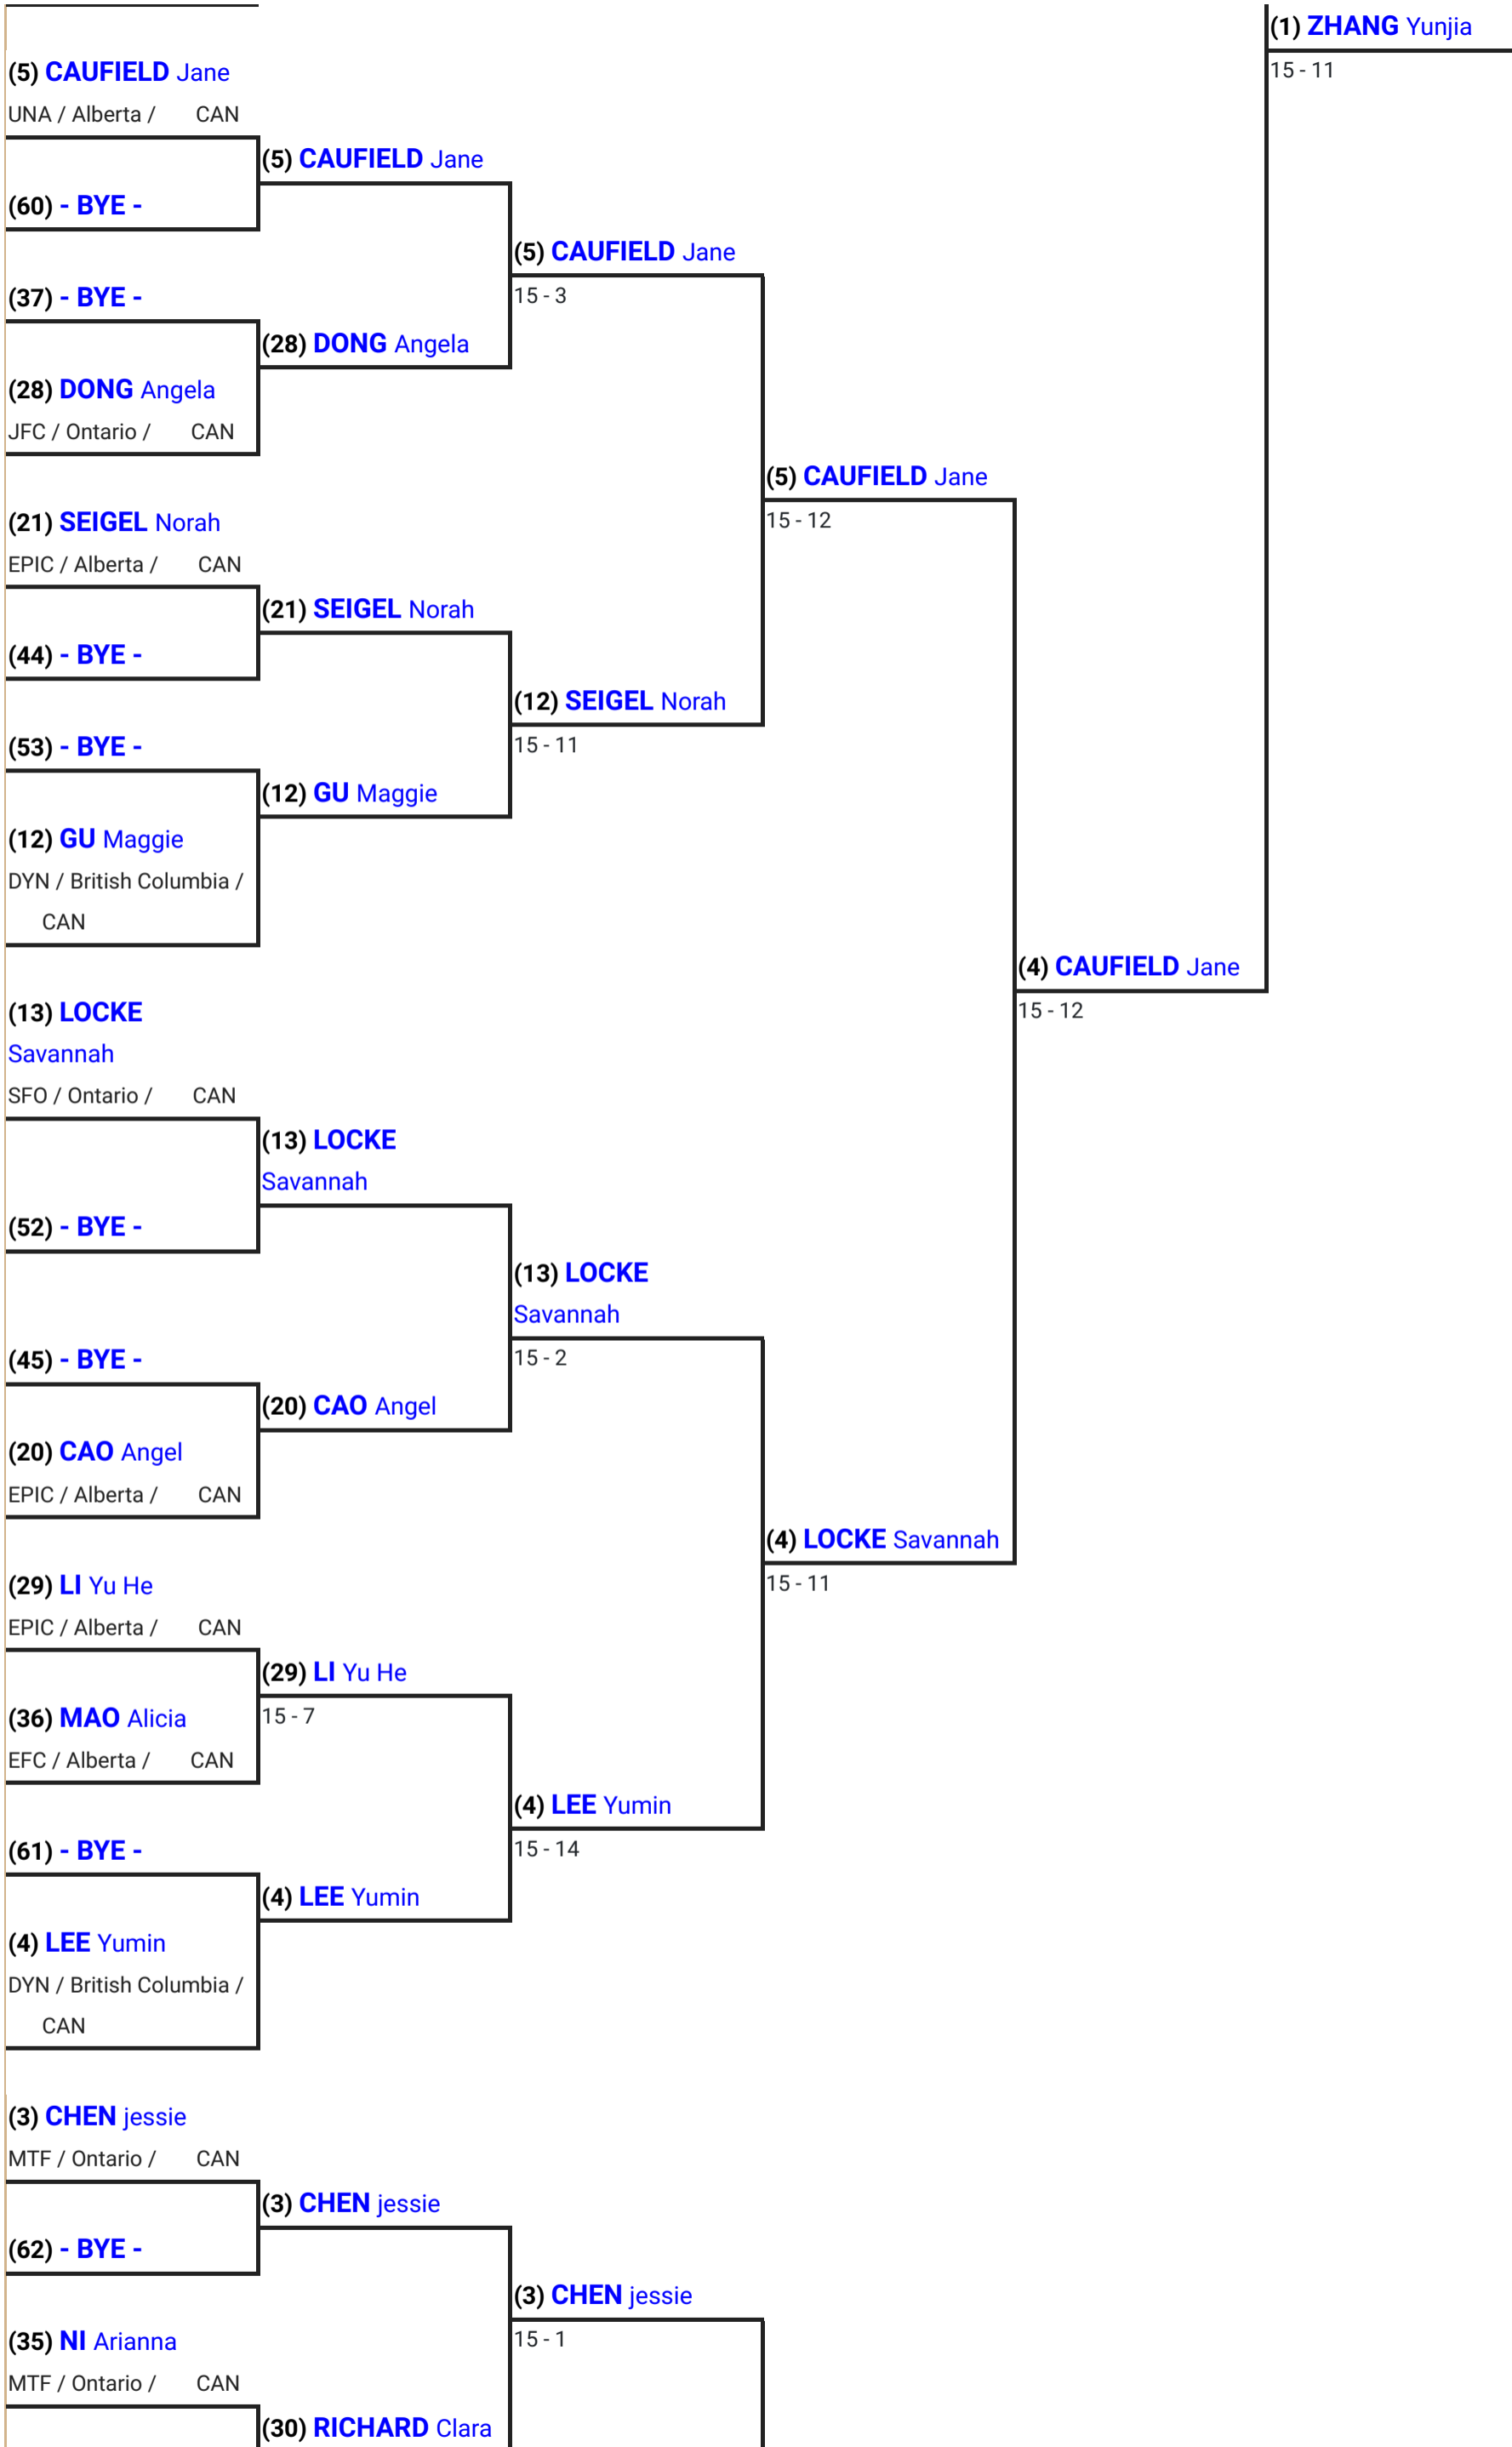 (1) ZHANG Yunjia
15 - 11
(5) CAUFIELD Jane
UNA / Alberta / CAN
(5) CAUFIELD Jane
(60) - BYE -
(5) CAUFIELD Jane
15 - 3
(37) - BYE -
(28) DONG Angela
(28) DONG Angela
JFC / Ontario / CAN
(5) CAUFIELD Jane
15 - 12
(21) SEIGEL Norah
EPIC / Alberta / CAN
(21) SEIGEL Norah
(44) - BYE -
(12) SEIGEL Norah
15 - 11
(53) - BYE -
(12) GU Maggie
(12) GU Maggie
DYN / British Columbia /
CAN
(4) CAUFIELD Jane
15 - 12
(13) LOCKE
Savannah
SFO / Ontario / CAN
(13) LOCKE
Savannah
(52) - BYE -
(13) LOCKE
Savannah
15 - 2
(45) - BYE -
(20) CAO Angel
(20) CAO Angel
EPIC / Alberta / CAN
(4) LOCKE Savannah
15 - 11
(29) LI Yu He
EPIC / Alberta / CAN
(29) LI Yu He
15 - 7
(36) MAO Alicia
EFC / Alberta / CAN
(4) LEE Yumin
15 - 14
(61) - BYE -
(4) LEE Yumin
(4) LEE Yumin
DYN / British Columbia /
CAN
(3) CHEN jessie
MTF / Ontario / CAN
(3) CHEN jessie
(62) - BYE -
(3) CHEN jessie
15 - 1
(35) NI Arianna
MTF / Ontario / CAN
(30) RICHARD Clara